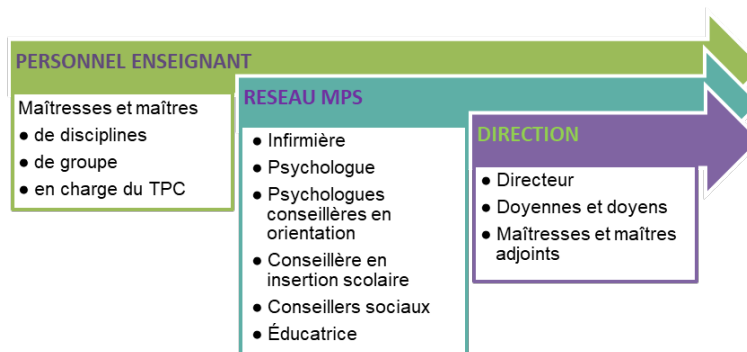 PERSONNEL ENSEIGNANT
Maîtresses et maîtres
● de disciplines
● de groupe
● en charge du TPC
RESEAU MPS
● Infirmière
● Psychologue
● Psychologues
conseillères en
orientation
● Conseillère en
insertion scolaire
● Conseillers sociaux
● Éducatrice
DIRECTION
● Directeur
● Doyennes et doyens
● Maîtresses et maîtres
adjoints